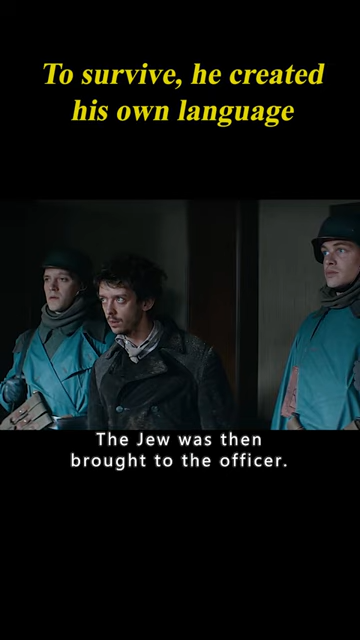 To survive, he created
his own language
The Jew was then
brought to the officer.